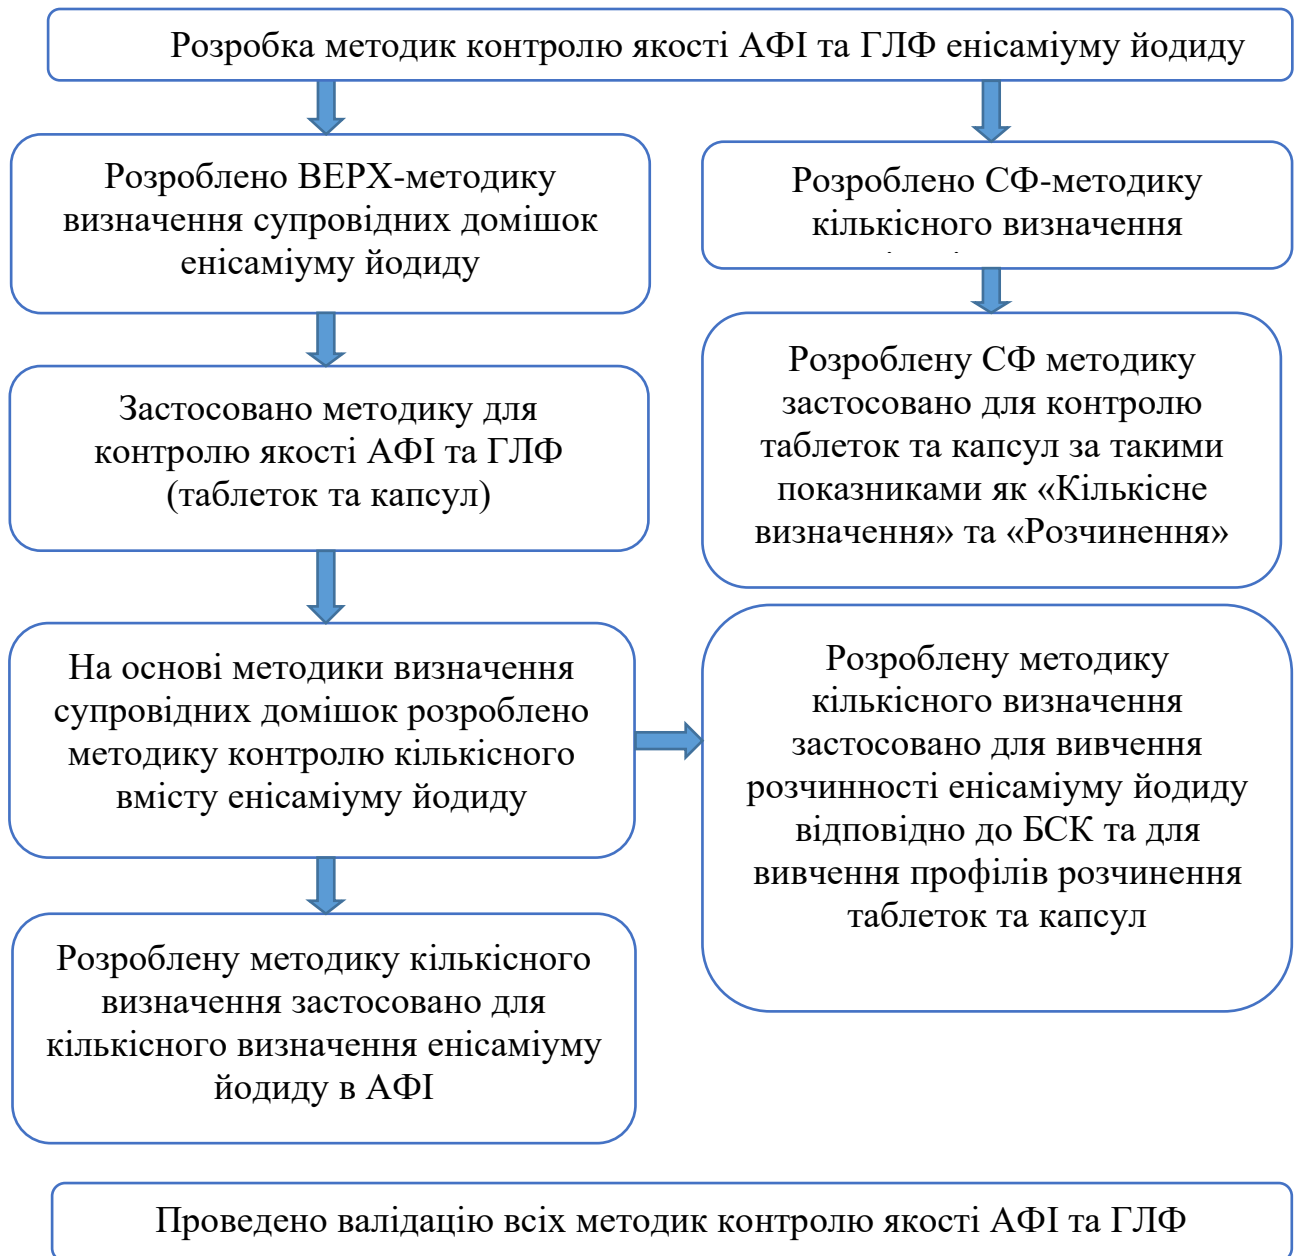 Розробка методик контролю якості АФІ та ГЛФ енісаміуму йодиду
Розроблено ВЕРХ-методику
визначення супровідних домішок
енісаміуму йодиду
Розроблено СФ-методику
кількісного визначення
Застосовано методику для
контролю якості АФІ та ГЛФ
(таблеток та капсул)
Розроблену СФ методику
застосовано для контролю
таблеток та капсул за такими
показниками як «Кількісне
визначення» та «Розчинення»
На основі методики визначення
супровідних домішок розроблено
методику контролю кількісного
вмісту енісаміуму йодиду
Розроблену методику
кількісного визначення
застосовано для вивчення
розчинності енісаміуму йодиду
відповідно до БСК та для
вивчення профілів розчинення
таблеток та капсул
Розроблену методику кількісного
визначення застосовано для
кількісного визначення енісаміуму
йодиду в АФІ
Проведено валідацію всіх методик контролю якості АФІ та ГЛФ